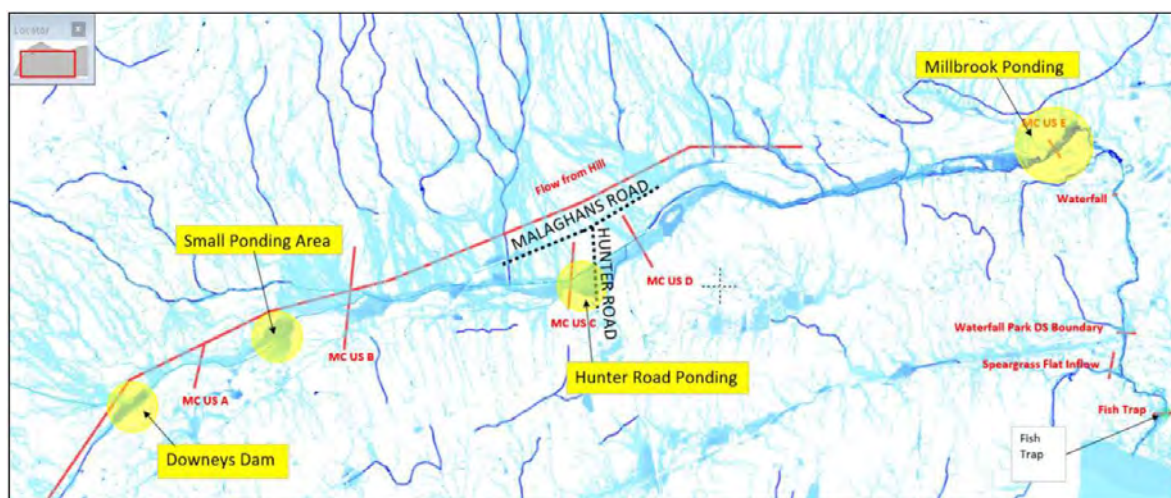 Locator
Millbrook Ponding
MC US E
Flow from Hill
MALAGHANS ROAD
Waterfall
Small Ponding Area
HUNTER ROAD
MC US D
MC US C
MC US B
Waterfall Park DS Boundary
Speargrass Flat Inflow
Hunter Road Ponding
MC US A
Fish Trap
Downeys Dam
Fish
Trap